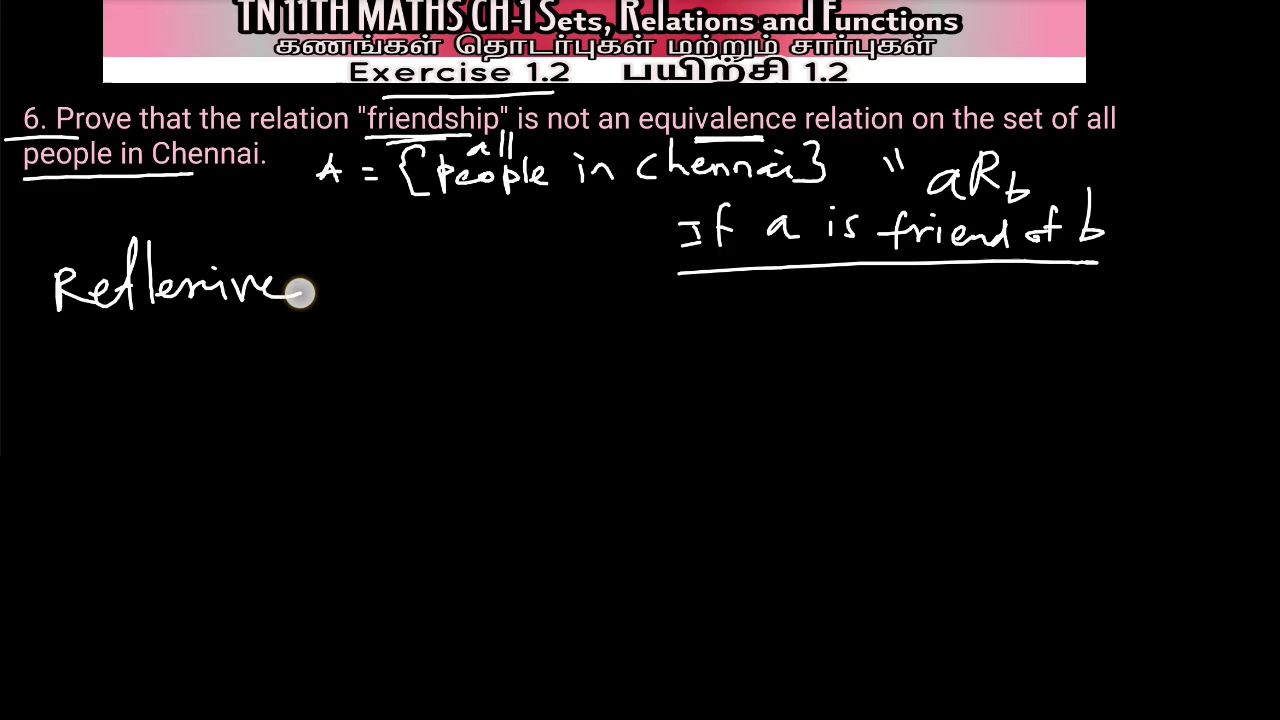 TN 11TH MATHS CH-1 Sets, Relations and Functions
கணங்கள் தொடர்புகள் மற்றும் சார்புகள்
Exercise 1.2 பயிற்சி 1.2
6. Prove that the relation "friendship" is not an equivalence relation on the set of all
people in Chennai.
all
A = {people in Chennai} " aRb
If a is friend of b
Reflexive